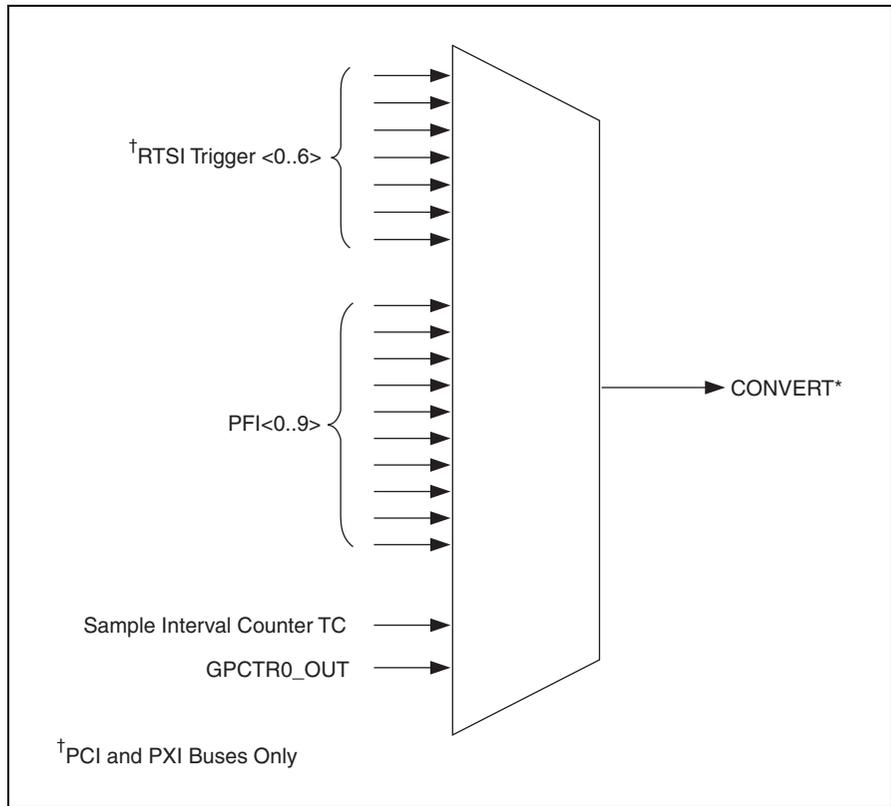 †RTSI Trigger <0..6>
PFI<0..9>
CONVERT*
Sample Interval Counter TC
GPCTR0_OUT
†PCI and PXI Buses Only